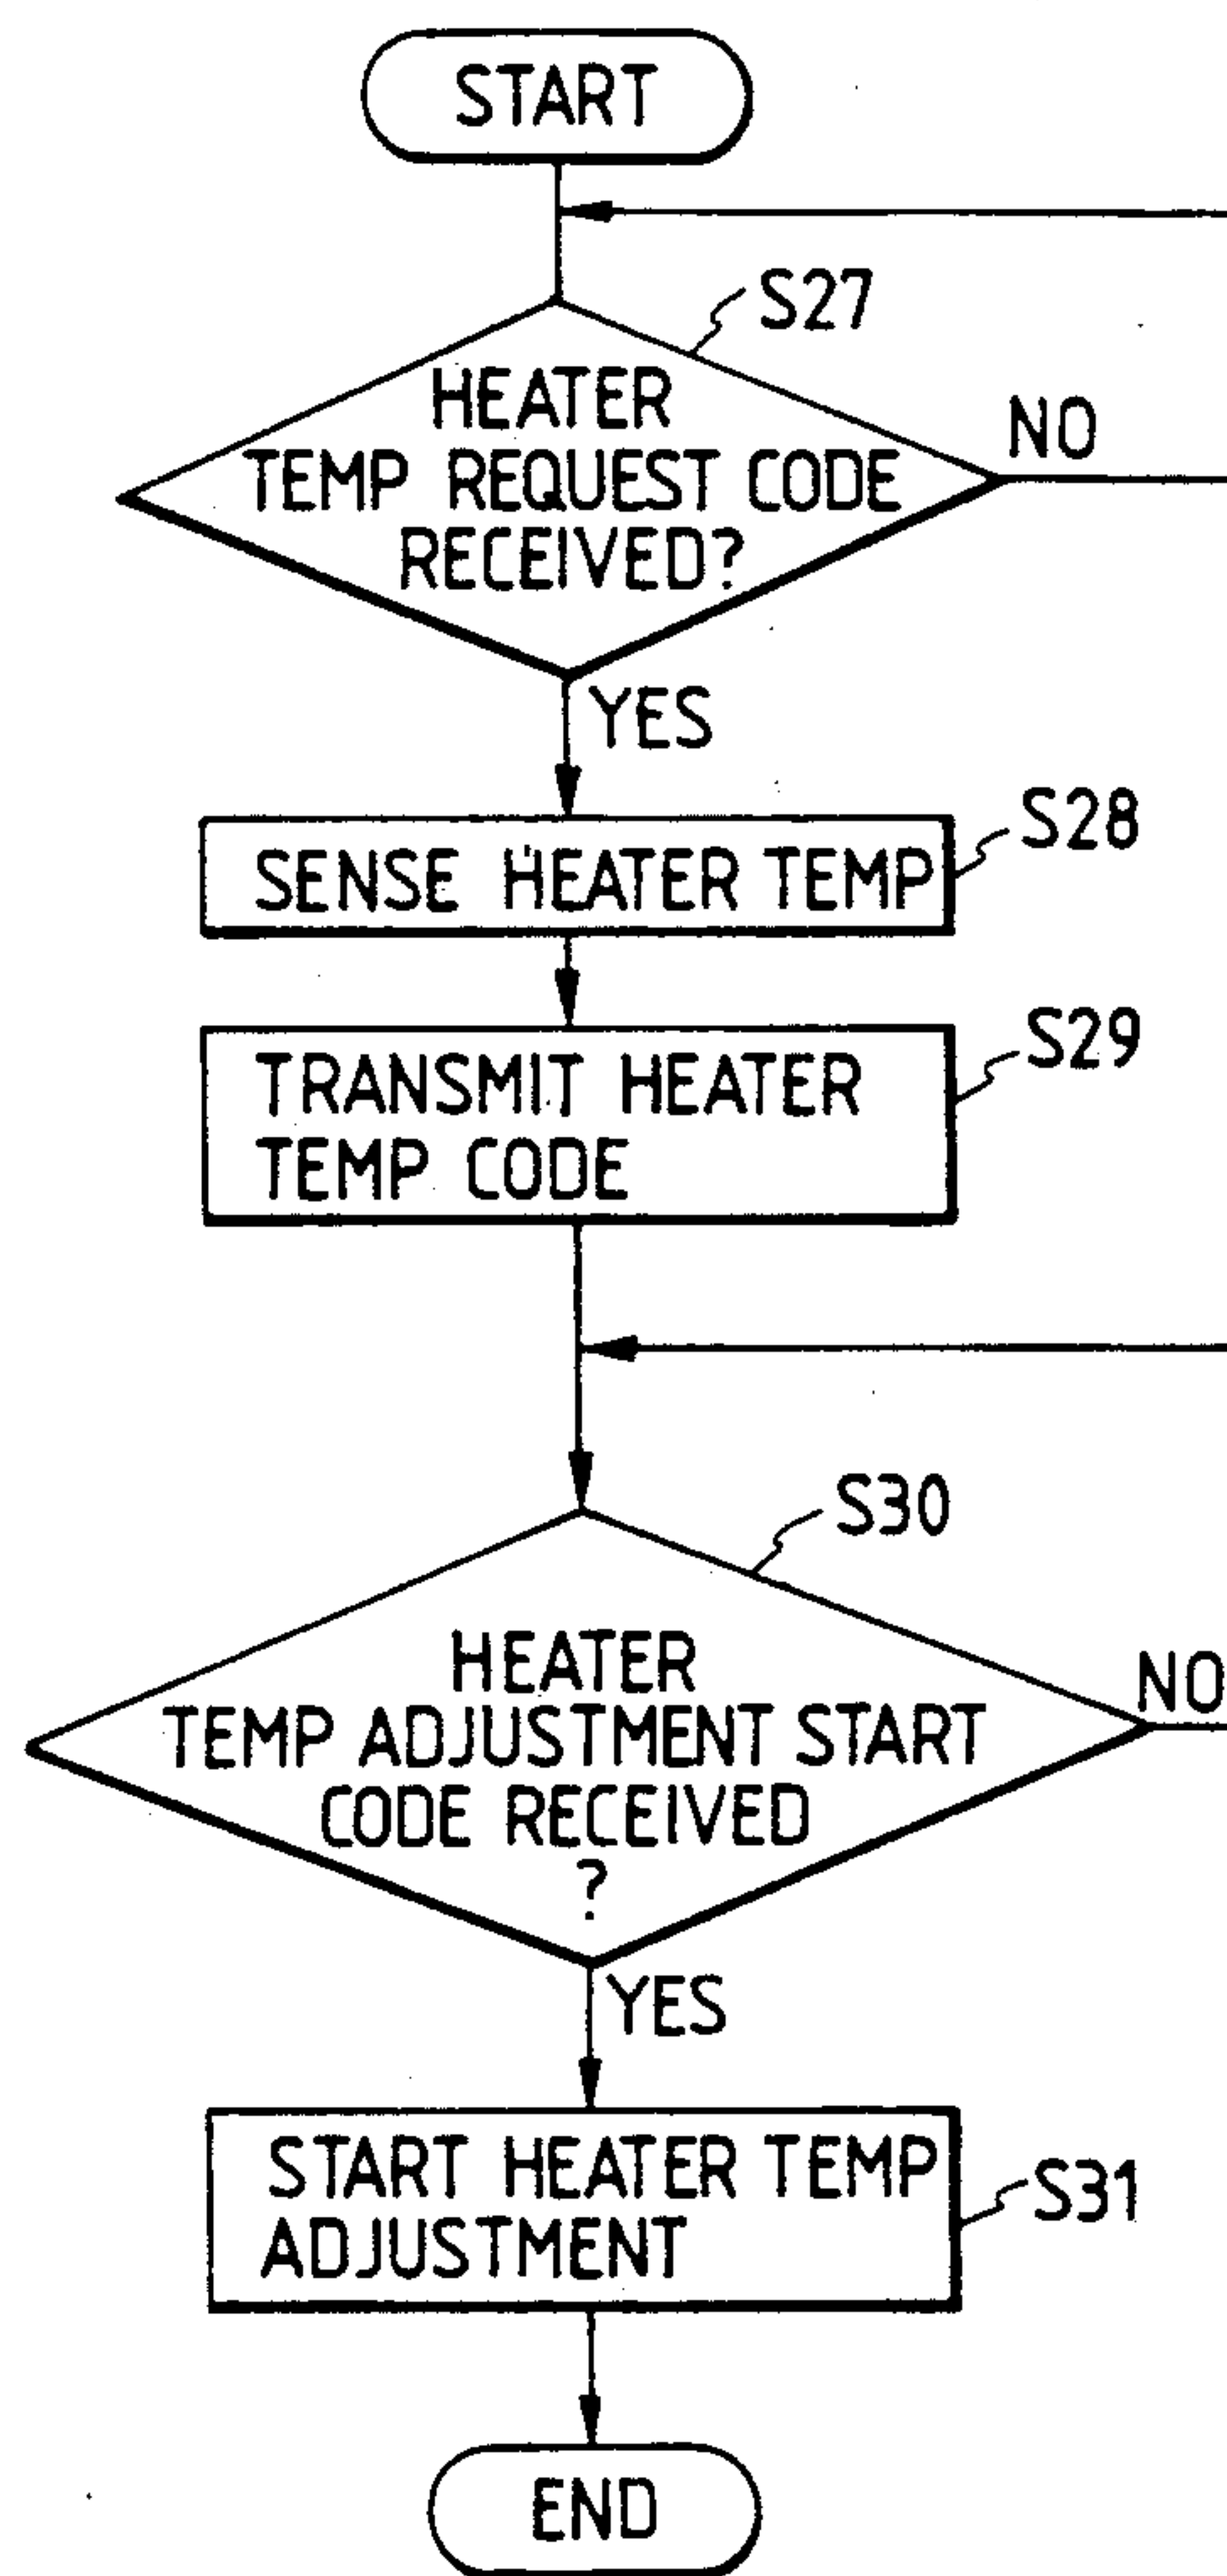 START
S27
HEATER
TEMP REQUEST CODE
RECEIVED?
NO
YES
SENSE HEATER TEMP
S28
TRANSMIT HEATER
TEMP CODE
S29
S30
HEATER
TEMP ADJUSTMENT START
CODE RECEIVED
?
NO
YES
START HEATER TEMP
ADJUSTMENT
S31
END